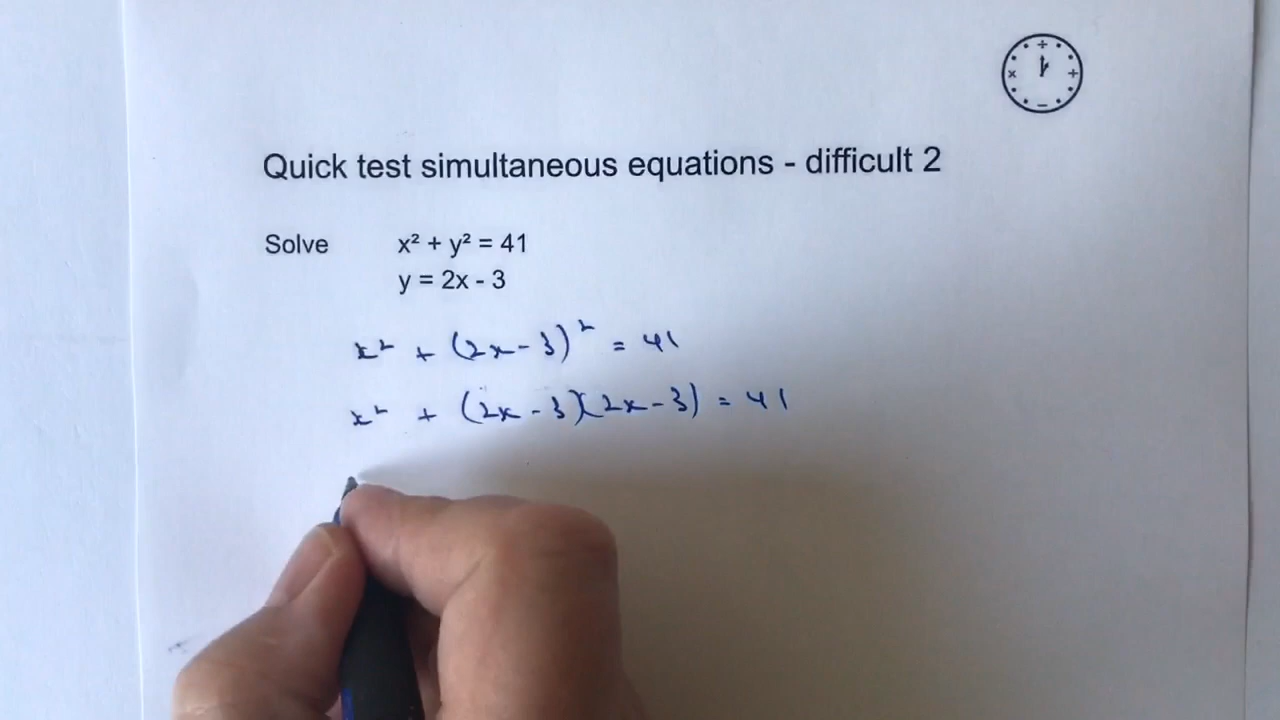 Quick test simultaneous equations - difficult 2
Solve x² + y² = 41
y = 2x - 3
x² + (2x - 3)² = 41
x² + (2x - 3)(2x - 3) = 41